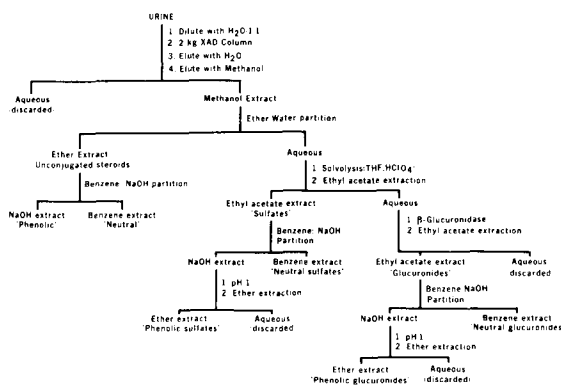 URINE
1 Dilute with H2O-1:1
2 2 kg XAD Column
3. Elute with H2O
4. Elute with Methanol
Aqueous
(discarded)
Methanol Extract
Ether Water partition
Ether Extract
Unconjugated steroids
Aqueous
Benzene: NaOH partition
1 Solvolysis: THF. HClO4
2 Ethyl acetate extraction
NaOH extract
'Phenolic'
Benzene extract
'Neutral'
Ethyl acetate extract
'Sulfates'
Aqueous
Benzene: NaOH
Partition
1 β-Glucuronidase
2 Ethyl acetate extraction
NaOH extract
Benzene extract
'Neutral sulfates'
Ethyl acetate extract
'Glucuronides'
Aqueous
discarded
1 pH 1
2 Ether extraction
Benzene NaOH
Partition
Ether extract
'Phenolic sulfates'
Aqueous
discarded
NaOH extract
Benzene extract
'Neutral glucuronides
1 pH 1
2 Ether extraction
Ether extract
'Phenolic glucuronides'
Aqueous
(discarded)